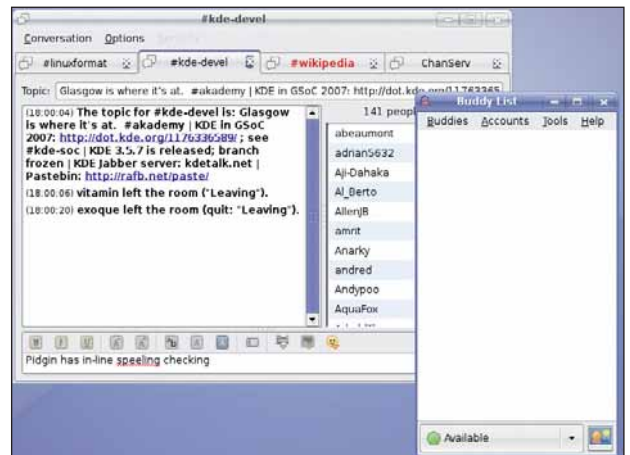 #kde-devel
Conversation Options
#linuxformat #kde-devel #wikipedia ChanServ
Topic: Glasgow is where it's at. #akademy | KDE in GSoC 2007: http://dot.kde.org/11763365
(18:00:04) The topic for #kde-devel is: Glasgow
is where it's at. #akademy | KDE in GSoC
2007: http://dot.kde.org/1176336589/ ; see
#kde-soc | KDE 3.5.7 is released; branch
frozen | KDE Jabber server: kdetalk.net |
Pastebin: http://rafb.net/paste/
(18:00:06) vitamin left the room ("Leaving").
(18:00:20) exoque left the room (quit: "Leaving").
141 peop
abeaumont
adrian5632
Aji-Dahaka
Al_Berto
AllenJB
amrit
Anarky
andred
Andypoo
AquaFox
Pidgin has in-line speeling checking
Buddy List
Buddies Accounts Tools Help
Available